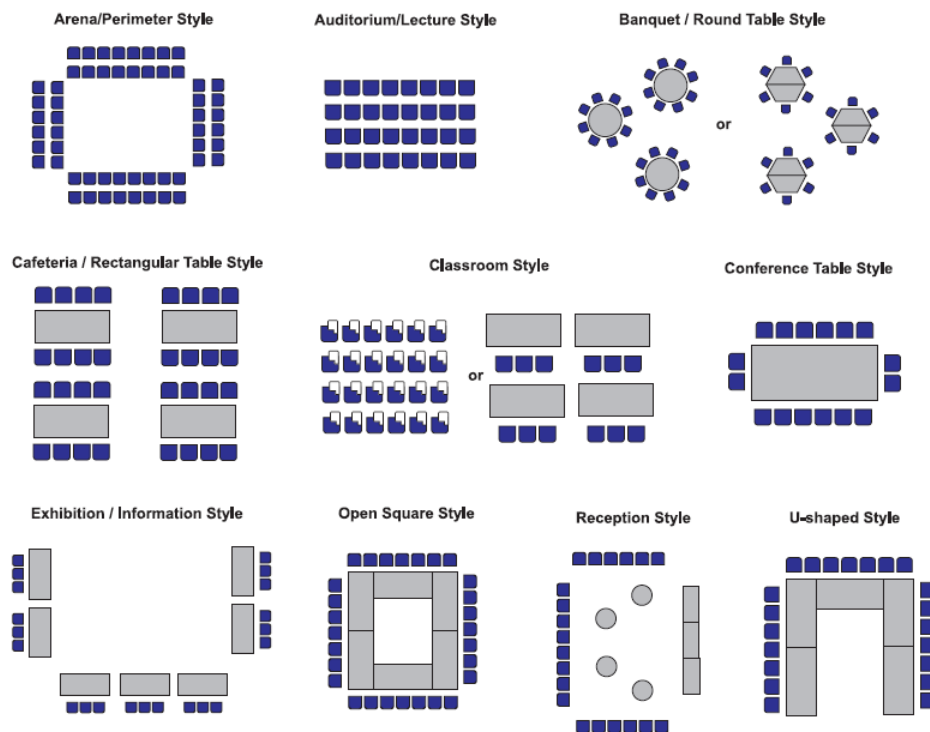 Arena/Perimeter Style
Auditorium/Lecture Style
Banquet / Round Table Style
or
Cafeteria / Rectangular Table Style
Classroom Style
Conference Table Style
or
Exhibition / Information Style
Open Square Style
Reception Style
U-shaped Style